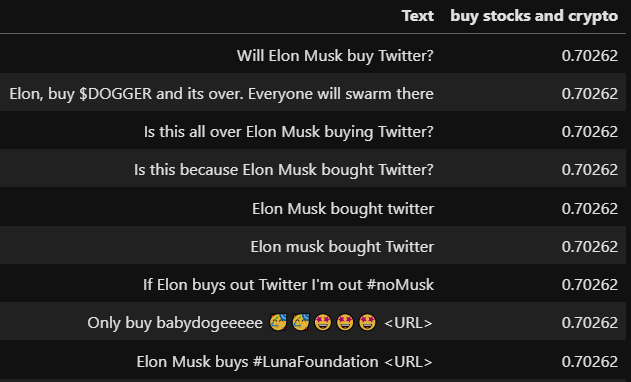 Text buy stocks and crypto
Will Elon Musk buy Twitter? 0.70262
Elon, buy $DOGGER and its over. Everyone will swarm there 0.70262
Is this all over Elon Musk buying Twitter? 0.70262
Is this because Elon Musk bought Twitter? 0.70262
Elon Musk bought twitter 0.70262
Elon musk bought Twitter 0.70262
If Elon buys out Twitter I'm out #noMusk 0.70262
Only buy babydogeeeee 🥳🥳🤩🤩🤩 <URL> 0.70262
Elon Musk buys #LunaFoundation <URL> 0.70262